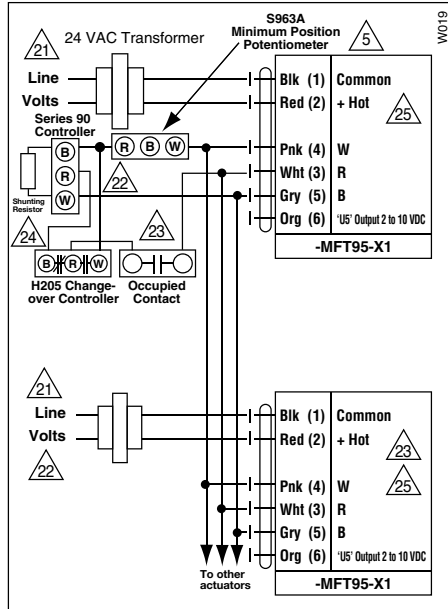 W019
21
24 VAC Transformer
S963A
Minimum Position
Potentiometer
5
Line
Volts
Blk (1) Common
Red (2) + Hot
25
Series 90
Controller
B
R
W
R B W
Pnk (4) W
Wht (3) R
Gry (5) B
Org (6) 'U5' Output 2 to 10 VDC
-MFT95-X1
Shunting
Resistor
22
24
23
B R W
H205 Change-
over Controller
Occupied
Contact
21
Line
Volts
22
Blk (1) Common
Red (2) + Hot
23
25
Pnk (4) W
Wht (3) R
Gry (5) B
Org (6) 'U5' Output 2 to 10 VDC
-MFT95-X1
To other
actuators